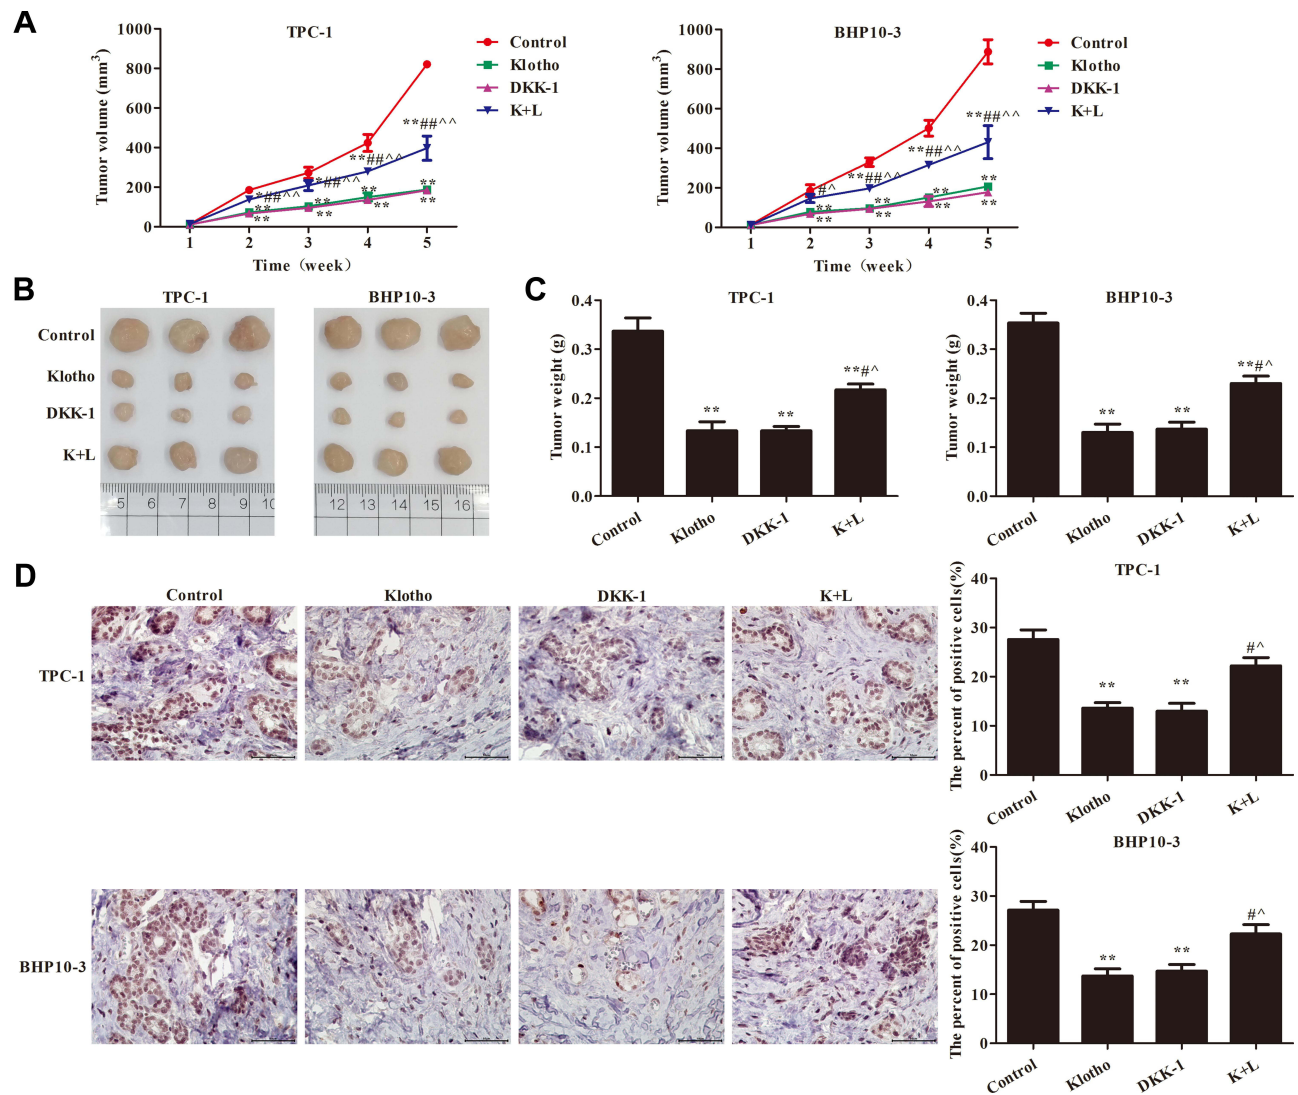 A
TPC-1
Tumor volume (mm3)
1000
800
600
400
200
0
1 2 3 4 5
Time (week)
Control
Klotho
DKK-1
K+L
*##^^
**
**
*##^^
**
**
**##^^
**
**
**##^^
**
**
BHP10-3
Tumor volume (mm3)
1000
800
600
400
200
0
1 2 3 4 5
Time (week)
Control
Klotho
DKK-1
K+L
#^
**
**
**##^^
**
**
**##^^
**
**
**##^^
**
**
B
TPC-1 BHP10-3
Control
Klotho
DKK-1
K+L
5 6 7 8 9 10
12 13 14 15 16
C
TPC-1
Tumor weight (g)
0.4
0.3
0.2
0.1
0.0
** ** **#^
Control Klotho DKK-1 K+L
BHP10-3
Tumor weight (g)
0.4
0.3
0.2
0.1
0.0
** ** **#^
Control Klotho DKK-1 K+L
D
Control Klotho DKK-1 K+L
TPC-1
BHP10-3
TPC-1
The percent of positive cells(%)
40
30
20
10
0
** ** #^
Control Klotho DKK-1 K+L
BHP10-3
The percent of positive cells(%)
40
30
20
10
0
** ** #^
Control Klotho DKK-1 K+L